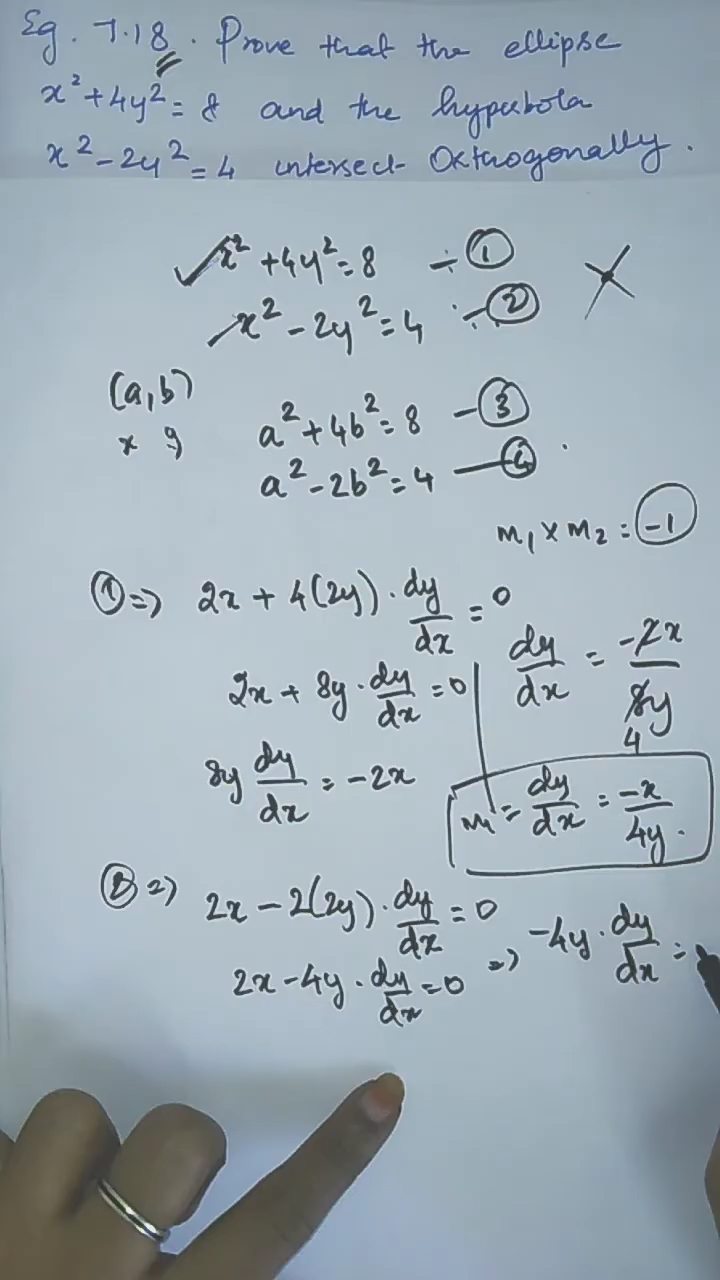 Eg. 7.18. Prove that the ellipse
x² + 4y² = 8 and the hyperbola
x² - 2y² = 4 intersect Orthogonally.
x² + 4y² = 8 - ①
x² - 2y² = 4 - ②
(a,b)
x y
a² + 4b² = 8 - ③
a² - 2b² = 4 - ④
m₁ x m₂ = -1
① => 2x + 4(2y) . dy/dx = 0
2x + 8y . dy/dx = 0
8y dy/dx = -2x
dy/dx = -2x/8y
4
m₁ = dy/dx = -x/4y.
② => 2x - 2(2y) . dy/dx = 0
2x - 4y . dy/dx = 0 => -4y . dy/dx =